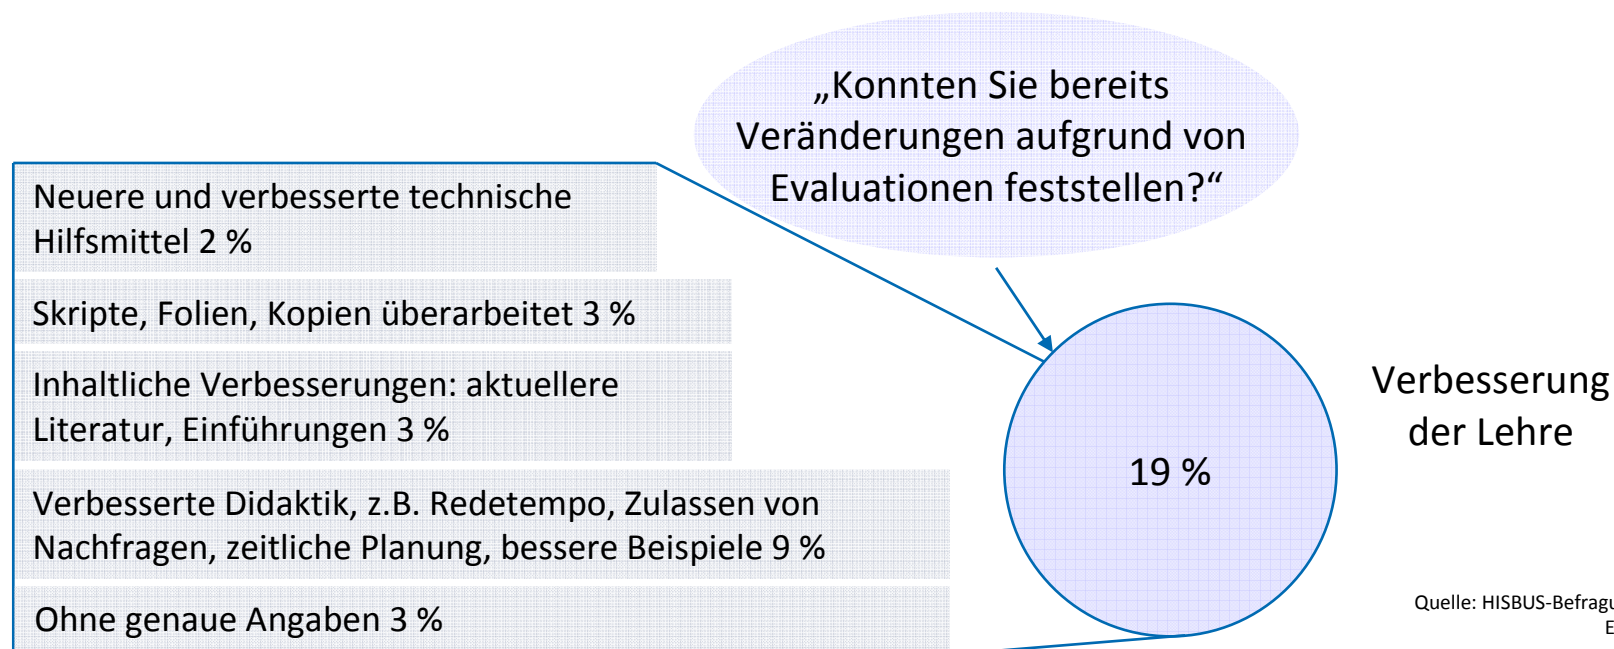 „Konnten Sie bereits
Veränderungen aufgrund von
Evaluationen feststellen?“
Neuere und verbesserte technische
Hilfsmittel 2 %
Skripte, Folien, Kopien überarbeitet 3 %
Inhaltliche Verbesserungen: aktuellere
Literatur, Einführungen 3 %
Verbesserte Didaktik, z.B. Redetempo, Zulassen von
Nachfragen, zeitliche Planung, bessere Beispiele 9 %
Ohne genaue Angaben 3 %
19 %
Verbesserung
der Lehre
Quelle: